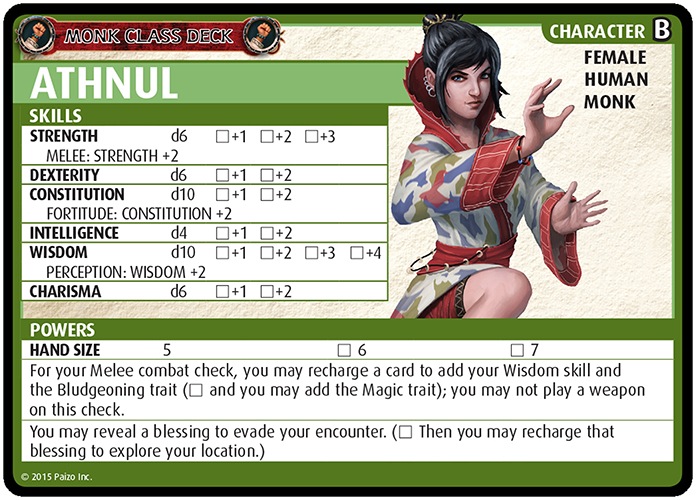 MONK CLASS DECK
CHARACTER B
ATHNUL
FEMALE
HUMAN
MONK
SKILLS
STRENGTH d6 □+1 □+2 □+3
MELEE: STRENGTH +2
DEXTERITY d6 □+1 □+2
CONSTITUTION d10 □+1 □+2
FORTITUDE: CONSTITUTION +2
INTELLIGENCE d4 □+1 □+2
WISDOM d10 □+1 □+2 □+3 □+4
PERCEPTION: WISDOM +2
CHARISMA d6 □+1 □+2
POWERS
HAND SIZE 5 □ 6 □ 7
For your Melee combat check, you may recharge a card to add your Wisdom skill and
the Bludgeoning trait (□ and you may add the Magic trait); you may not play a weapon
on this check.
You may reveal a blessing to evade your encounter. (□ Then you may recharge that
blessing to explore your location.)
© 2015 Paizo Inc.